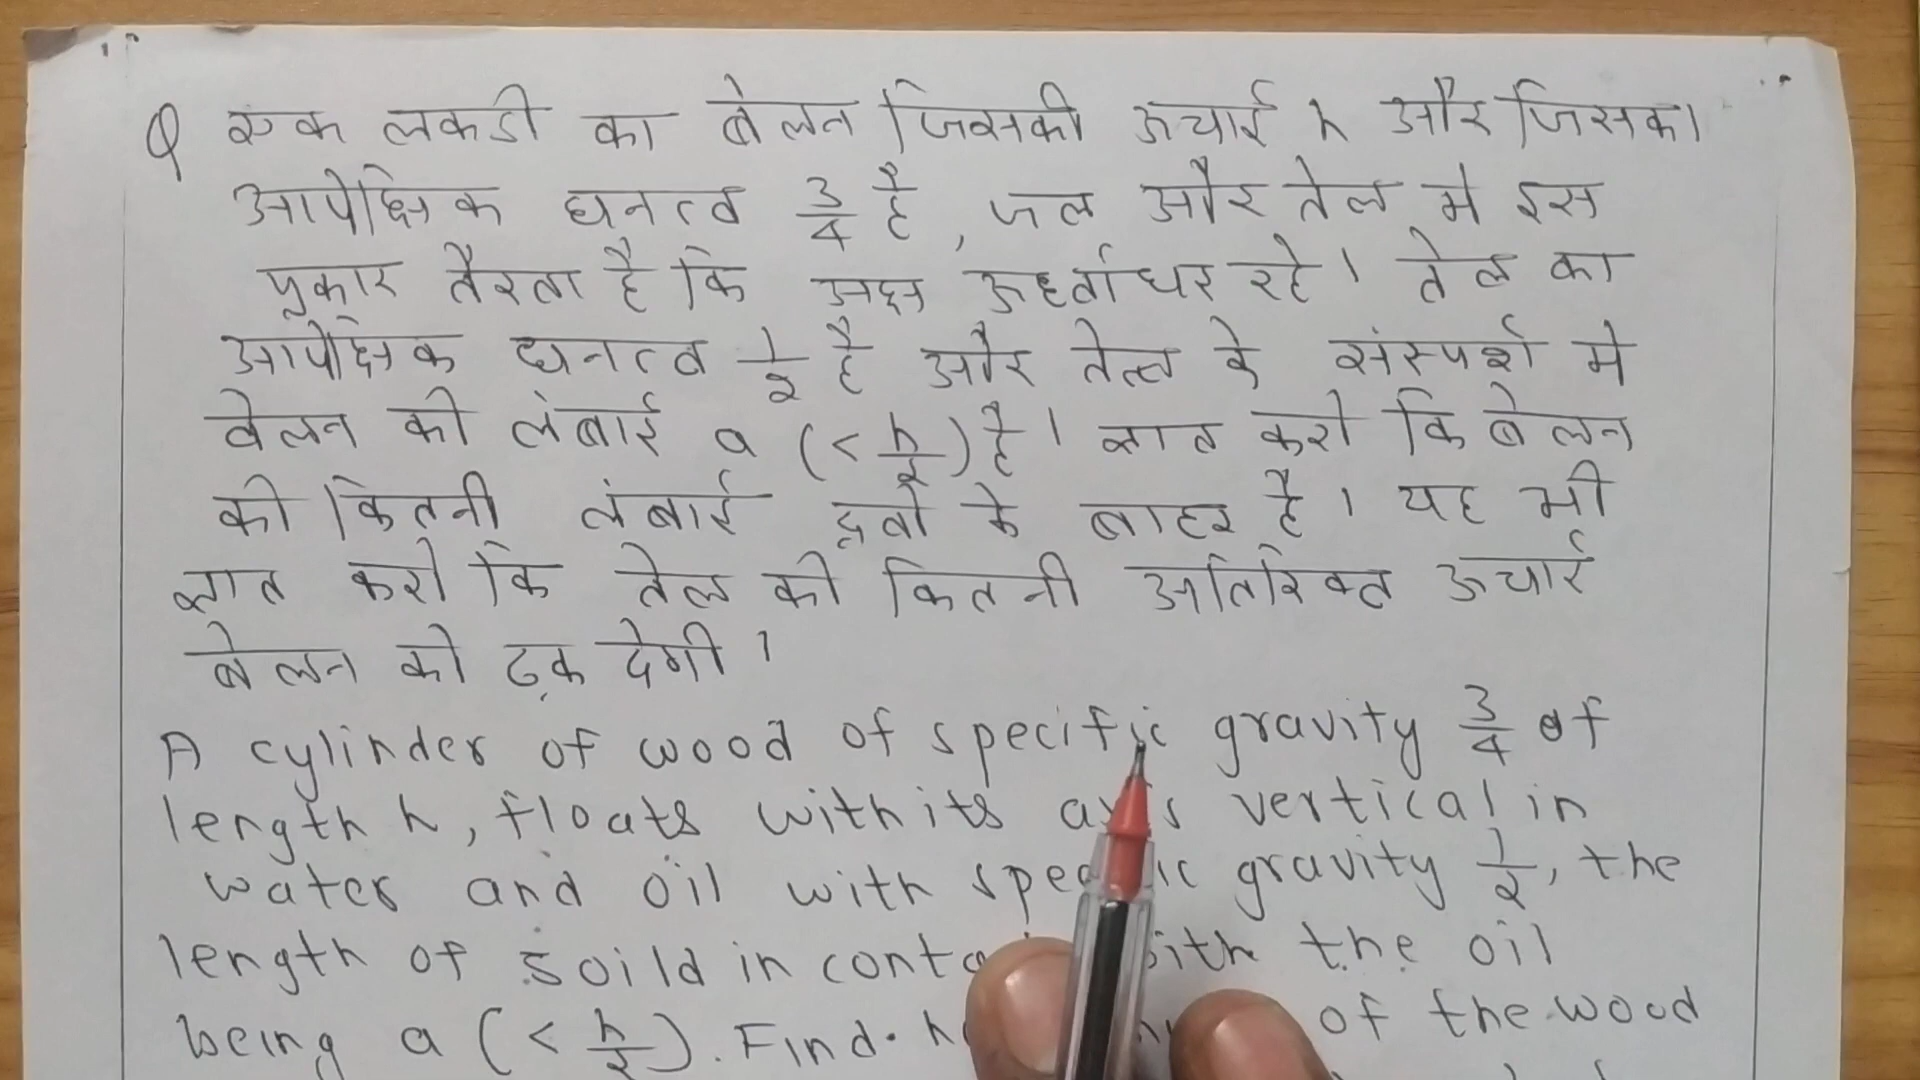 Q एक लकडी का बेलन जिसकी ऊचाई h और जिसका
आपेक्षिक घनत्व 3/4 है, जल और तेल मे इस
प्रकार तैरता है कि अक्ष ऊर्ध्वाधर रहे। तेल का
आपेक्षिक घनत्व 1/2 है और तेल के संस्पर्श मे
बेलन की लंबाई a (< h/2) है। ज्ञात करो कि बेलन
की कितनी लंबाई द्रवो के बाहर है। यह भी
ज्ञात करो कि तेल की कितनी अतिरिक्त ऊचाई
बेलन को ढ़क देगी।
A cylinder of wood of specific gravity 3/4 of
length h, floats with its axis vertical in
water and oil with specific gravity 1/2, the
length of soild in with the oil
being a (< h/2). Find of the wood